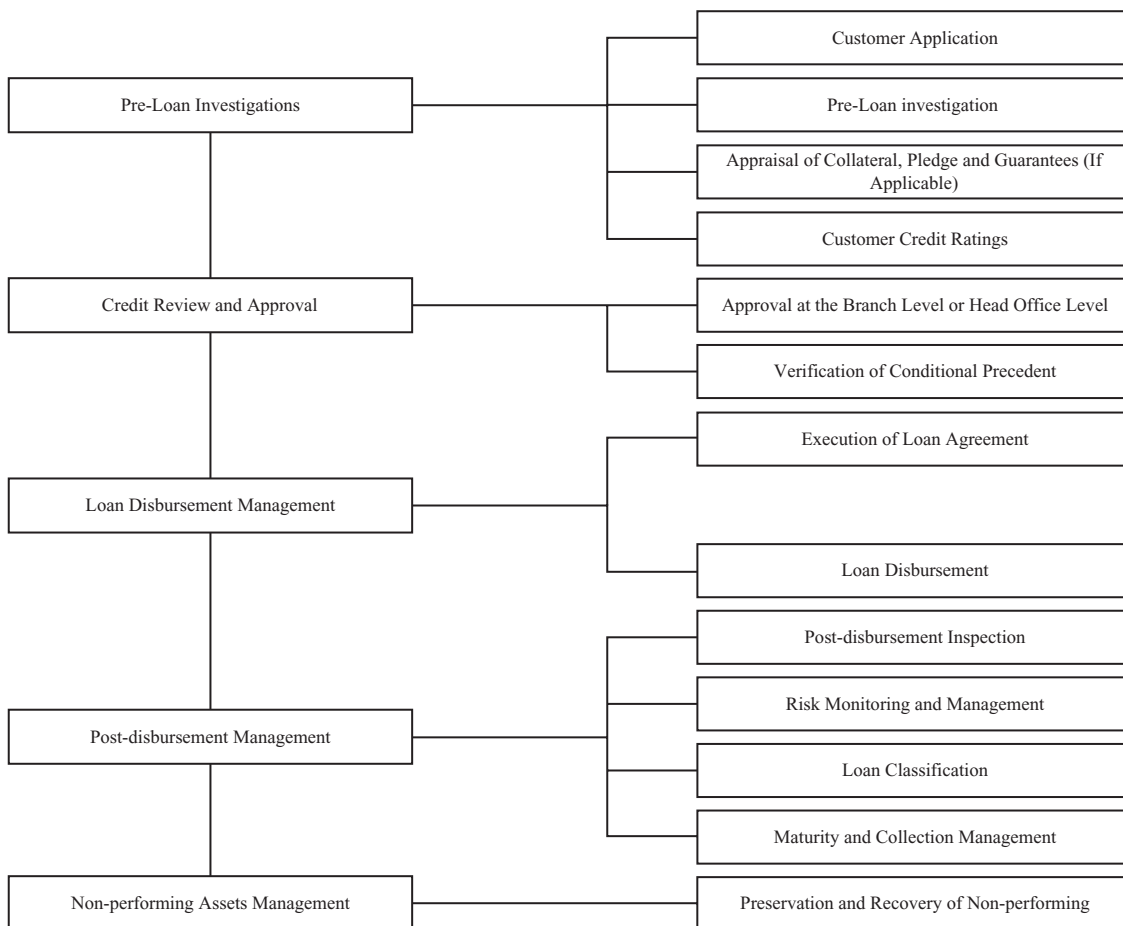 Customer Application
Pre-Loan Investigations
Pre-Loan investigation
Appraisal of Collateral, Pledge and Guarantees (If
Applicable)
Customer Credit Ratings
Credit Review and Approval
Approval at the Branch Level or Head Office Level
Verification of Conditional Precedent
Execution of Loan Agreement
Loan Disbursement Management
Loan Disbursement
Post-disbursement Inspection
Risk Monitoring and Management
Post-disbursement Management
Loan Classification
Maturity and Collection Management
Non-performing Assets Management
Preservation and Recovery of Non-performing